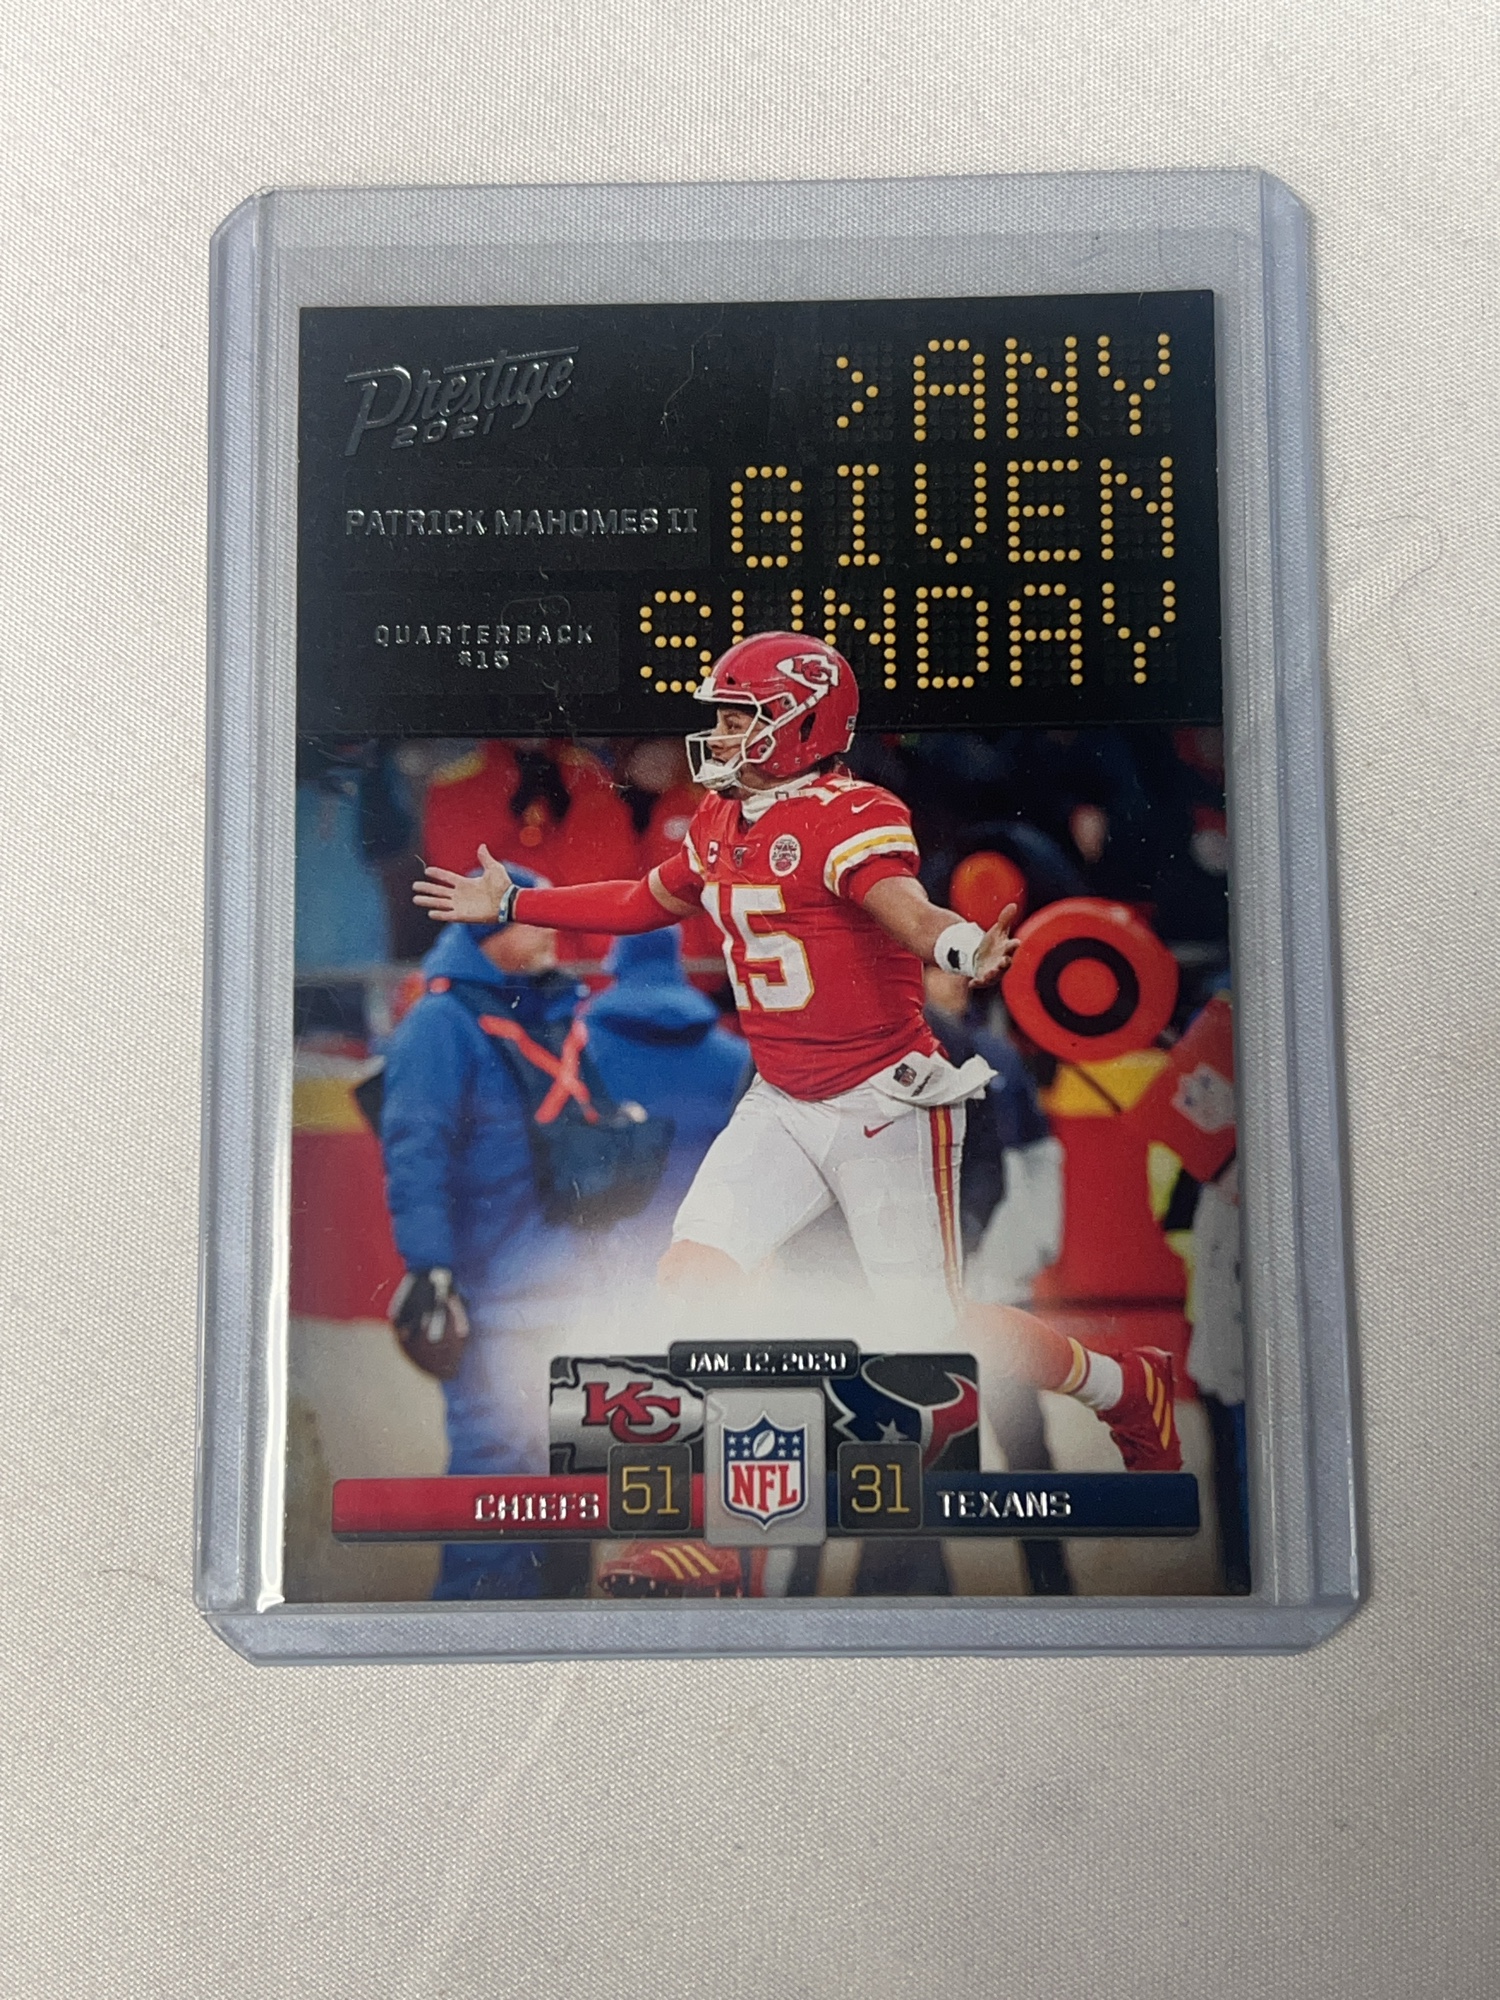 Prestige
2021
>ANY
GIVEN
SUNDAY
PATRICK MAHOMES II
QUARTERBACK
#15
KC
15
C
15
JAN. 12, 2020
KC
CHIEFS 51 NFL 31 TEXANS